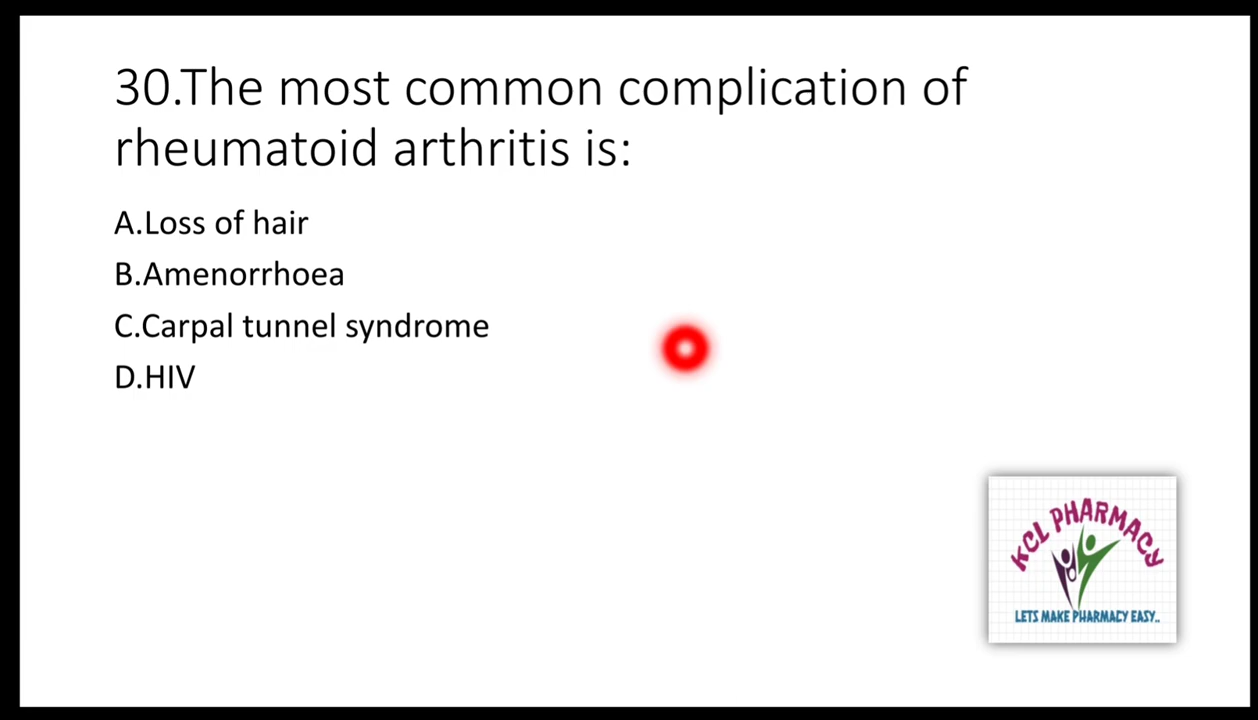 30.The most common complication of
rheumatoid arthritis is:
A.Loss of hair
B.Amenorrhoea
C.Carpal tunnel syndrome
D.HIV
KCL PHARMACY
LETS MAKE PHARMACY EASY..